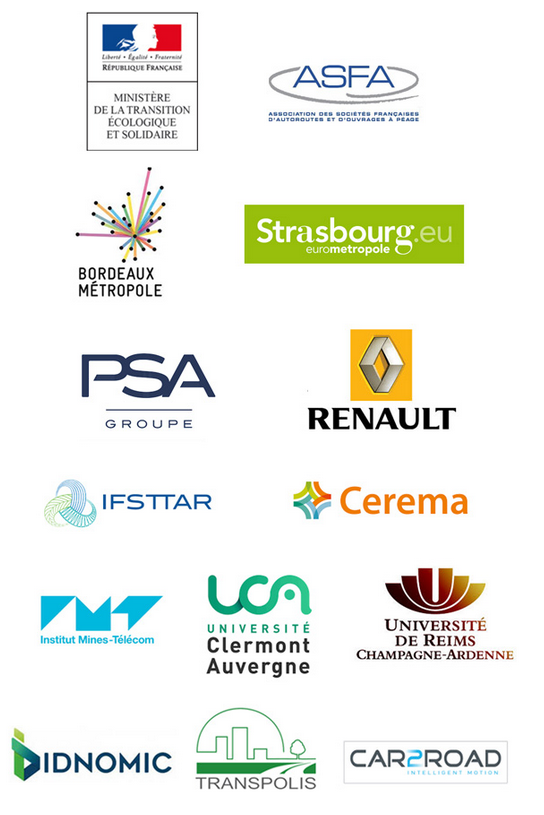 Liberté • Égalité • Fraternité
RÉPUBLIQUE FRANÇAISE
MINISTÈRE
DE LA TRANSITION
ÉCOLOGIQUE
ET SOLIDAIRE
ASFA
ASSOCIATION DES SOCIÉTÉS FRANÇAISES
D'AUTOROUTES ET D'OUVRAGES À PÉAGE
BORDEAUX
MÉTROPOLE
Strasbourg.eu
eurometropole
PSA
GROUPE
RENAULT
IFSTTAR
Cerema
IMT
Institut Mines-Télécom
UCA
UNIVERSITÉ
Clermont
Auvergne
UNIVERSITÉ
DE REIMS
CHAMPAGNE-ARDENNE
IDNOMIC
TRANSPOLIS
CAR2ROAD
INTELLIGENT MOTION